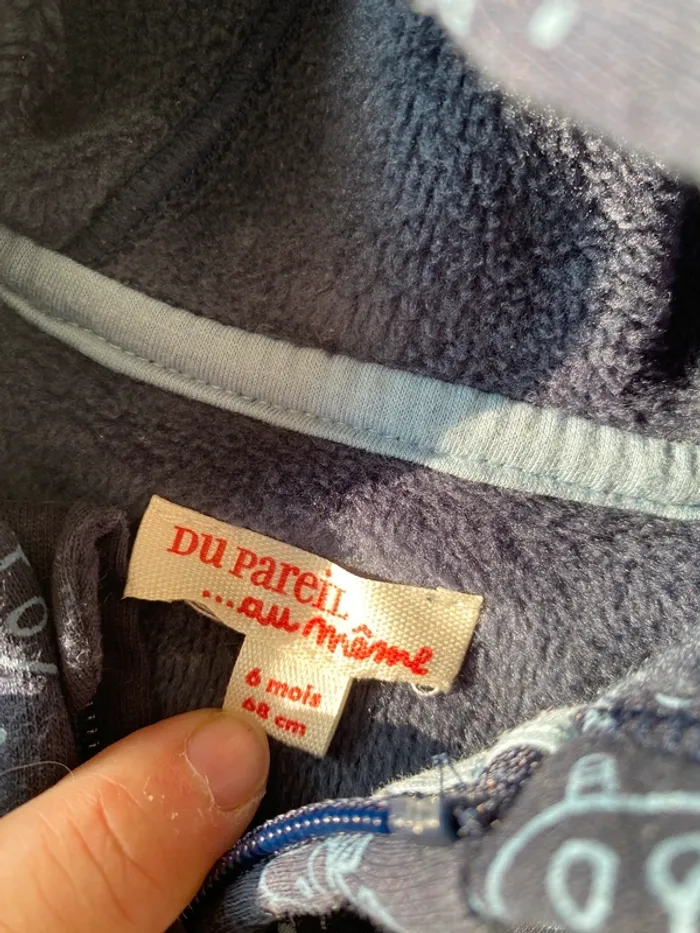 DU PAREIL
...au même
6 mois
68 cm